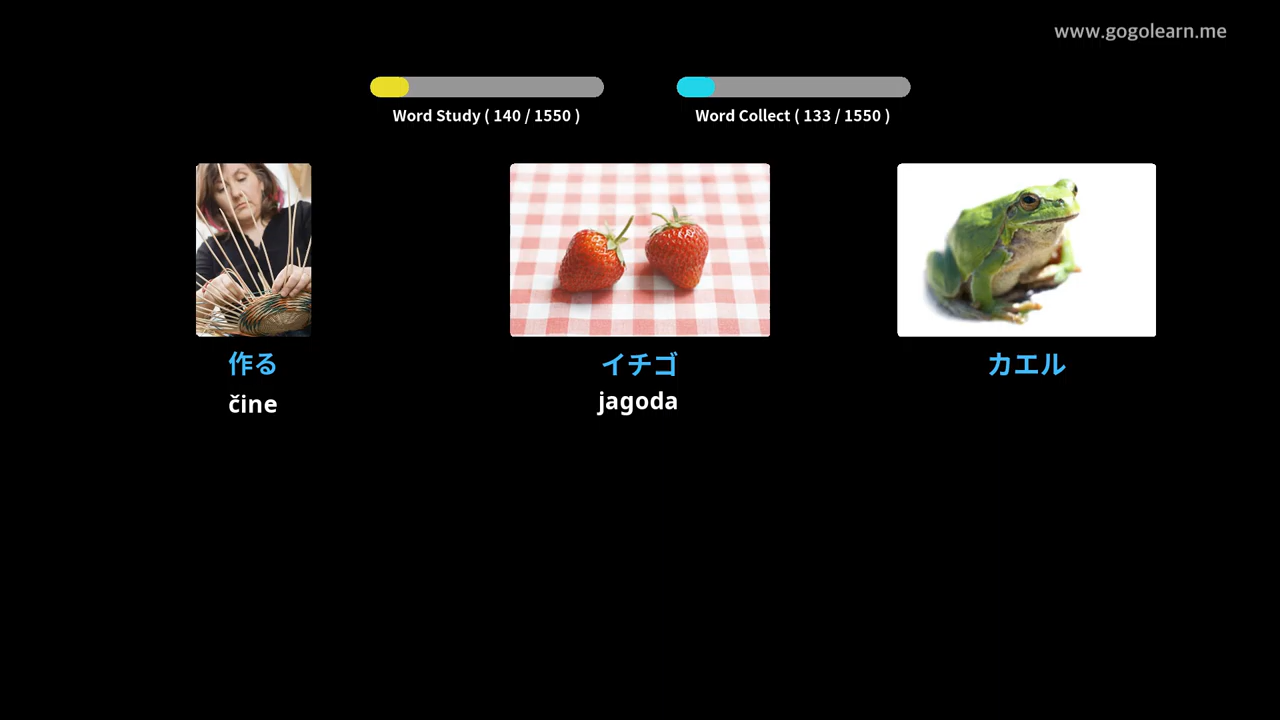 www.gogolearn.me
Word Study ( 140 / 1550 )
Word Collect ( 133 / 1550 )
作る
イチゴ
カエル
čine
jagoda